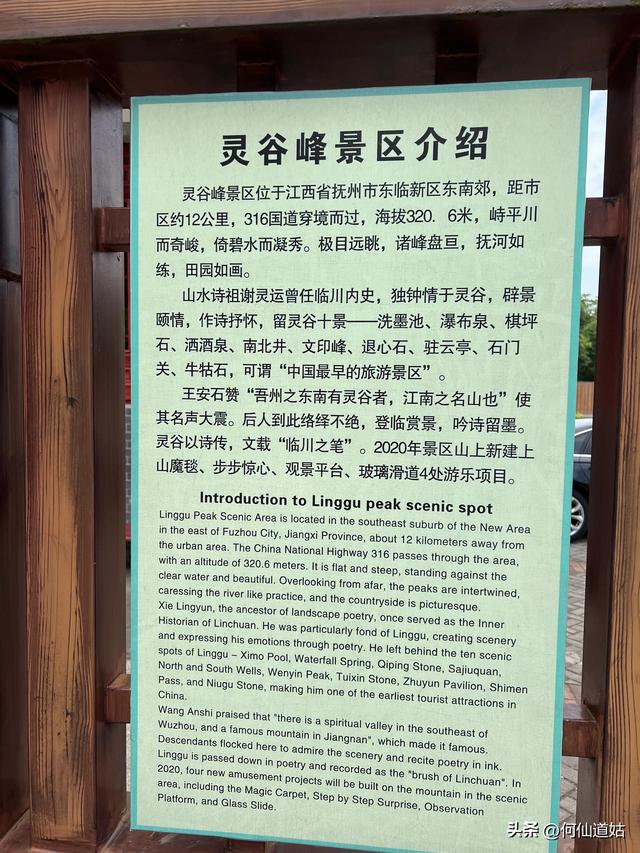 灵谷峰景区介绍
灵谷峰景区位于江西省抚州市东临新区东南郊，距市
区约12公里，316国道穿境而过，海拔320．6米，峙平川
而奇峻，倚碧水而凝秀。极目远眺，诸峰盘亘，抚河如
练，田园如画。
山水诗祖谢灵运曾任临川内史，独钟情于灵谷，辟景
颐情，作诗抒怀，留灵谷十景——洗墨池、瀑布泉、棋坪
石、洒酒泉、南北井、文印峰、退心石、驻云亭、石门
关、牛牯石，可谓“中国最早的旅游景区”。
王安石赞“吾州之东南有灵谷者，江南之名山也”使
其名声大震。后人到此络绎不绝，登临赏景，吟诗留墨。
灵谷以诗传，文载“临川之笔”。2020年景区山上新建上
山魔毯、步步惊心、观景平台、玻璃滑道4处游乐项目。
Introduction to Linggu peak scenic spot
Linggu Peak Scenic Area is located in the southeast suburb of the New Area
in the east of Fuzhou City, Jiangxi Province, about 12 kilometers away from
the urban area. The China National Highway 316 passes through the area,
with an altitude of 320.6 meters. It is flat and steep, standing against the
clear water and beautiful. Overlooking from afar, the peaks are intertwined,
caressing the river like practice, and the countryside is picturesque.
Xie Lingyun, the ancestor of landscape poetry, once served as the Inner
Historian of Linchuan. He was particularly fond of Linggu, creating scenery
and expressing his emotions through poetry. He left behind the ten scenic
spots of Linggu - Ximo Pool, Waterfall Spring, Qiping Stone, Sajiuquan,
North and South Wells, Wenyin Peak, Tuixin Stone, Zhuyun Pavilion, Shimen
Pass, and Niugu Stone, making him one of the earliest tourist attractions in
China.
Wang Anshi praised that "there is a spiritual valley in the southeast of
Wuzhou, and a famous mountain in Jiangnan", which made it famous.
Descendants flocked here to admire the scenery and recite poetry in ink.
Linggu is passed down in poetry and recorded as the "brush of Linchuan". In
2020, four new amusement projects will be built on the mountain in the scenic
area, including the Magic Carpet, Step by Step Surprise, Observation
Platform, and Glass Slide.
头条 @何仙道姑